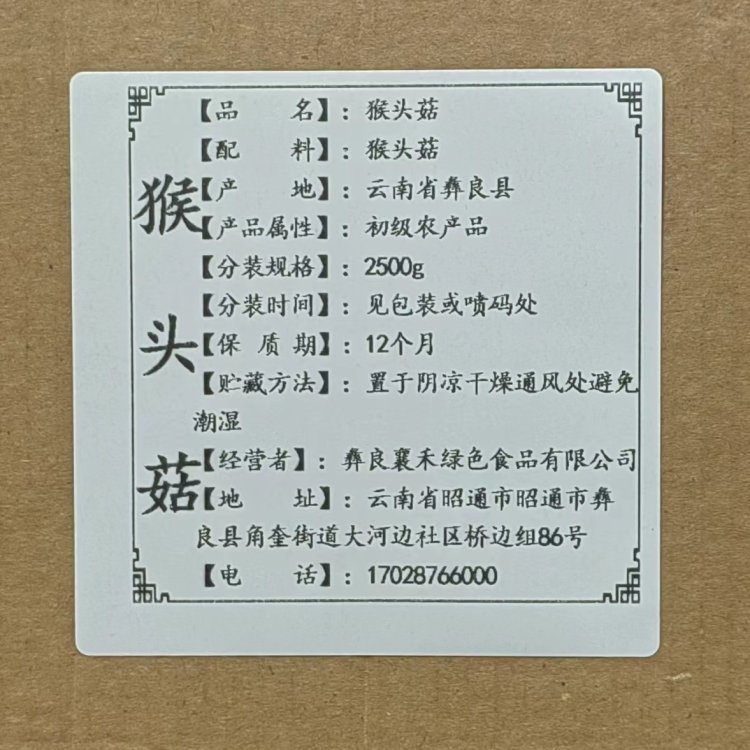 猴头菇
【品 名】：猴头菇
【配 料】：猴头菇
【产 地】：云南省彝良县
【产品属性】：初级农产品
【分装规格】：2500g
【分装时间】：见包装或喷码处
【保 质 期】：12个月
【贮藏方法】：置于阴凉干燥通风处避免
潮湿
【经营者】：彝良襄禾绿色食品有限公司
【地 址】：云南省昭通市昭通市彝
良县角奎街道大河边社区桥边组86号
【电 话】：17028766000